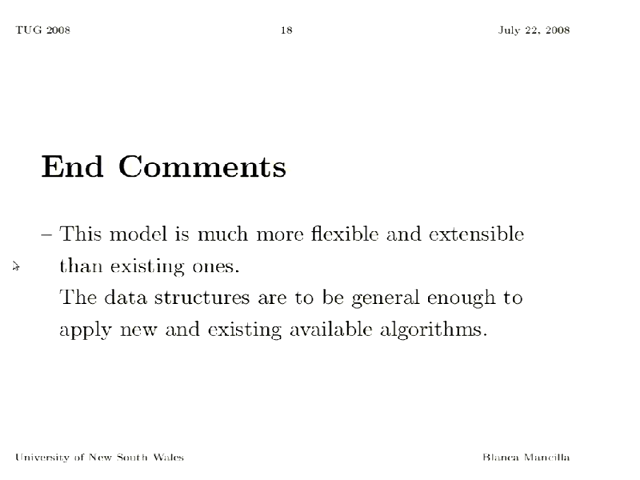 TUG 2008 18 July 22, 2008
End Comments
– This model is much more flexible and extensible
than existing ones.
The data structures are to be general enough to
apply new and existing available algorithms.
University of New South Wales Blanca Mancilla